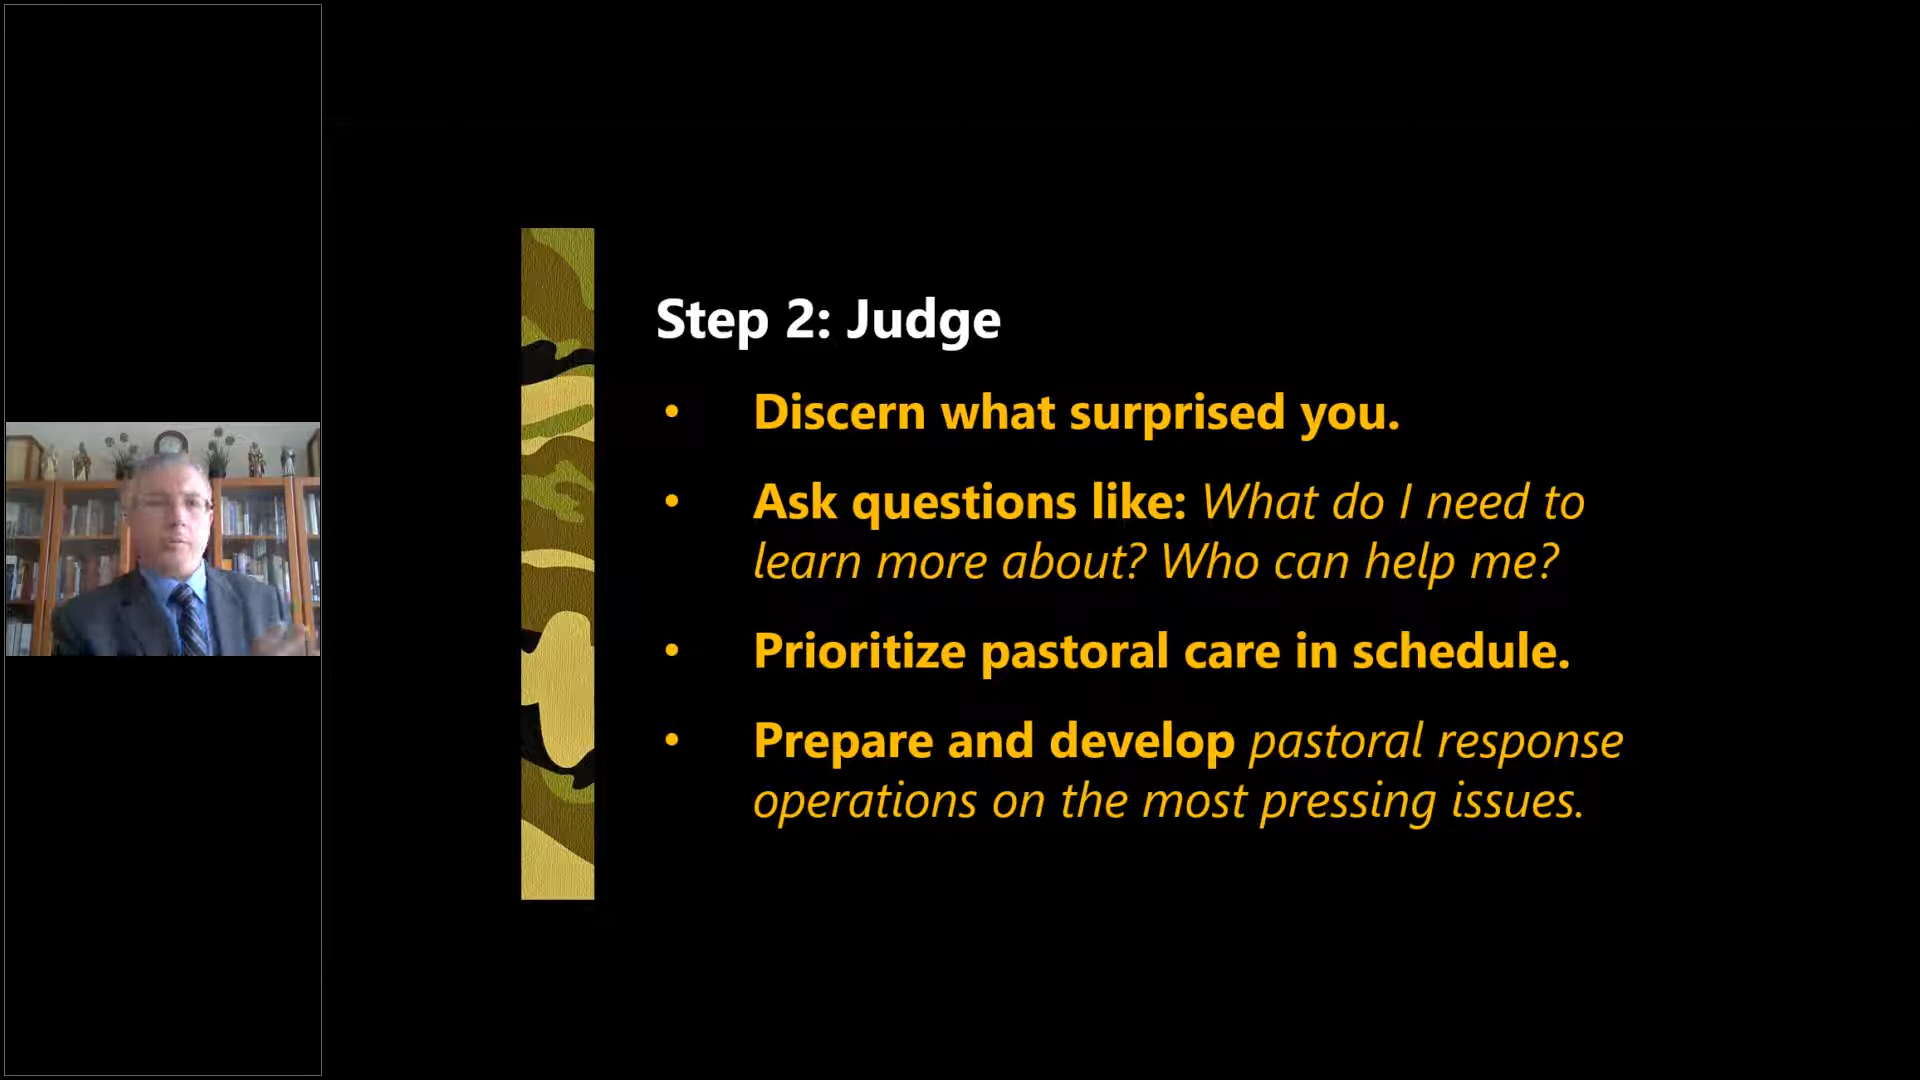 Step 2: Judge
• Discern what surprised you.
• Ask questions like: What do I need to
learn more about? Who can help me?
• Prioritize pastoral care in schedule.
• Prepare and develop pastoral response
operations on the most pressing issues.